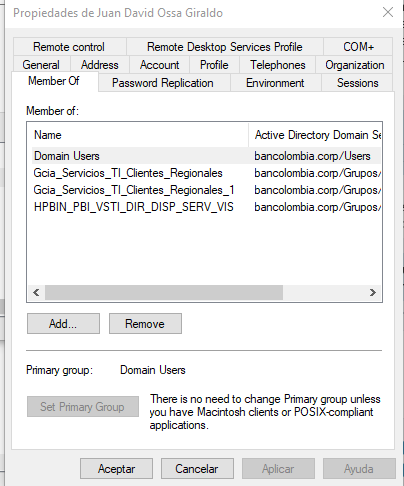 Propiedades de Juan David Ossa Giraldo
Remote control Remote Desktop Services Profile COM+
General Address Account Profile Telephones Organization
Member Of Password Replication Environment Sessions
Member of:
Name Active Directory Domain Se
Domain Users bancolombia.corp/Users
Gcia_Servicios_TI_Clientes_Regionales bancolombia.corp/Grupos/
Gcia_Servicios_TI_Clientes_Regionales_1 bancolombia.corp/Grupos/
HPBIN_PBI_VSTI_DIR_DISP_SERV_VIS bancolombia.corp/Grupos/
Add... Remove
Primary group: Domain Users
Set Primary Group
There is no need to change Primary group unless
you have Macintosh clients or POSIX-compliant
applications.
Aceptar Cancelar Aplicar Ayuda